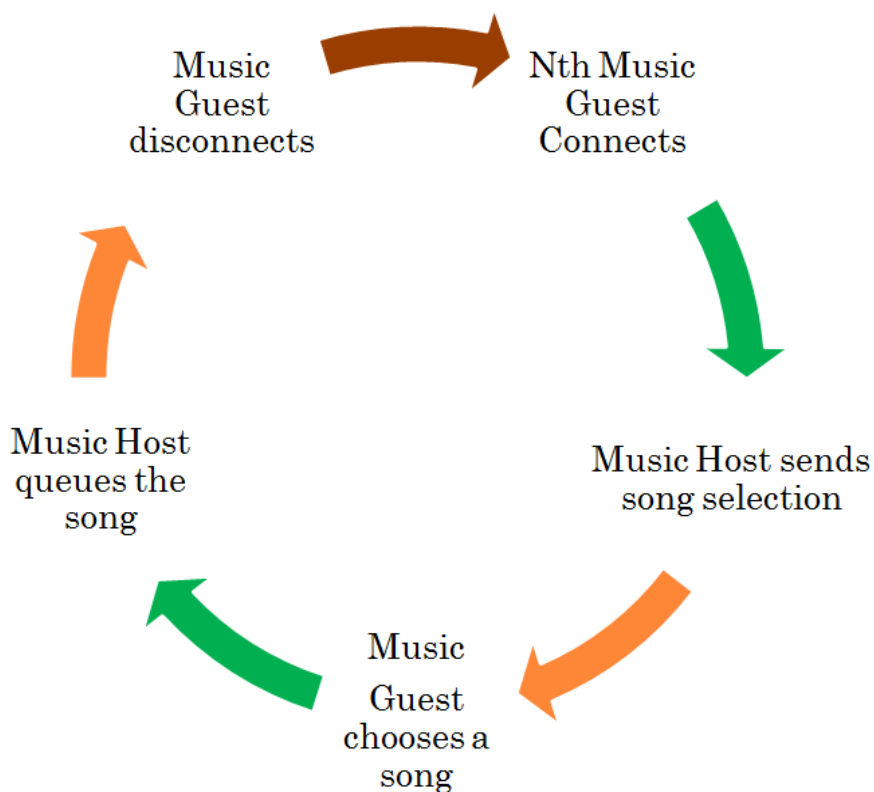 Music
Guest
disconnects
Nth Music
Guest
Connects
Music Host sends
song selection
Music
Guest
chooses a
song
Music Host
queues the
song